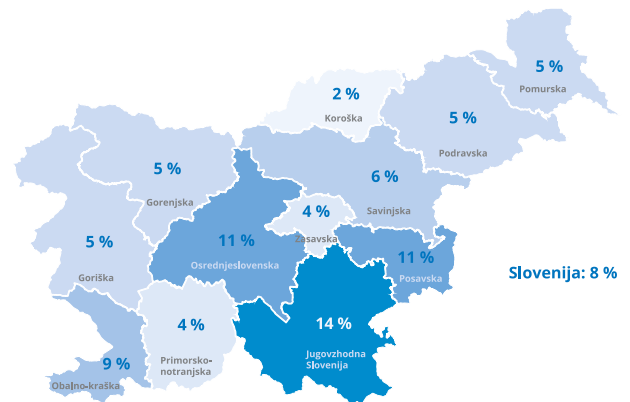 5 %
Pomurska
2 %
Koroška
5 %
Podravska
5 %
Gorenjska
6 %
Savinjska
4 %
Zasavska
5 %
Goriška
11 %
Osrednjeslovenska
11 %
Posavska
Slovenija: 8 %
4 %
Primorsko-
notranjska
14 %
Jugovzhodna
Slovenija
9 %
Obalno-kraška